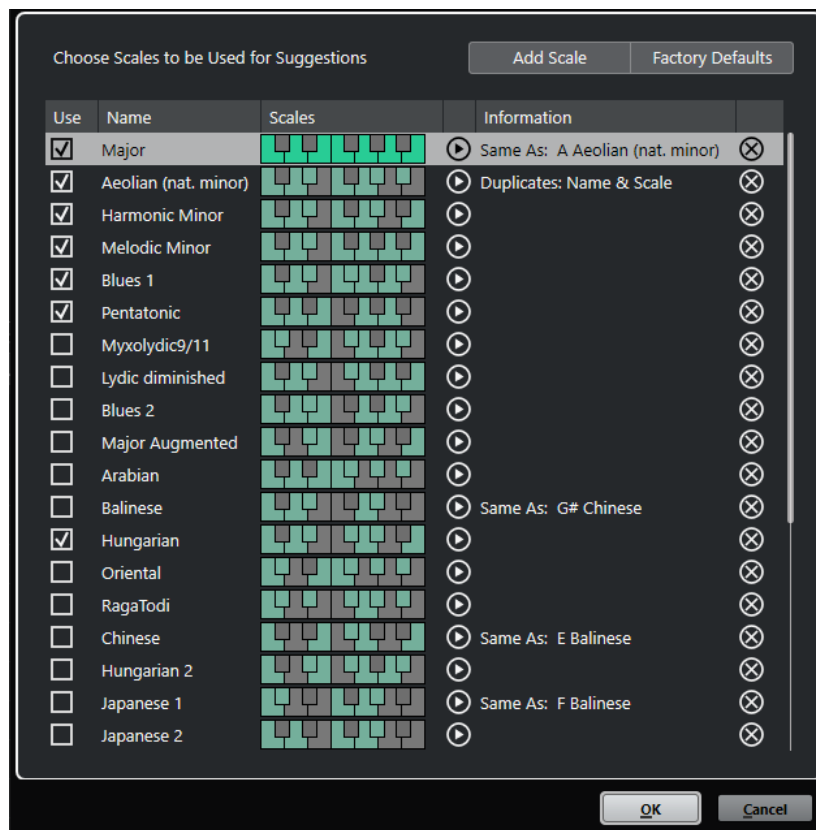 Choose Scales to be Used for Suggestions Add Scale Factory Defaults
Use Name Scales Information
Major Same As: A Aeolian (nat. minor)
Aeolian (nat. minor) Duplicates: Name & Scale
Harmonic Minor
Melodic Minor
Blues 1
Pentatonic
Myxolydic9/11
Lydic diminished
Blues 2
Major Augmented
Arabian
Balinese Same As: G# Chinese
Hungarian
Oriental
RagaTodi
Chinese Same As: E Balinese
Hungarian 2
Japanese 1 Same As: F Balinese
Japanese 2
OK Cancel